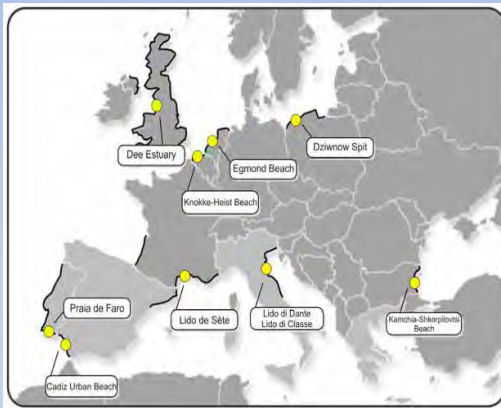 Dee Estuary
Egmond Beach
Dziwnow Spit
Knokke-Heist Beach
Praia de Faro
Lido de Sète
Lido di Dante
Lido di Classe
Kamchia-Shkorpilovtsi
Beach
Cadiz Urban Beach